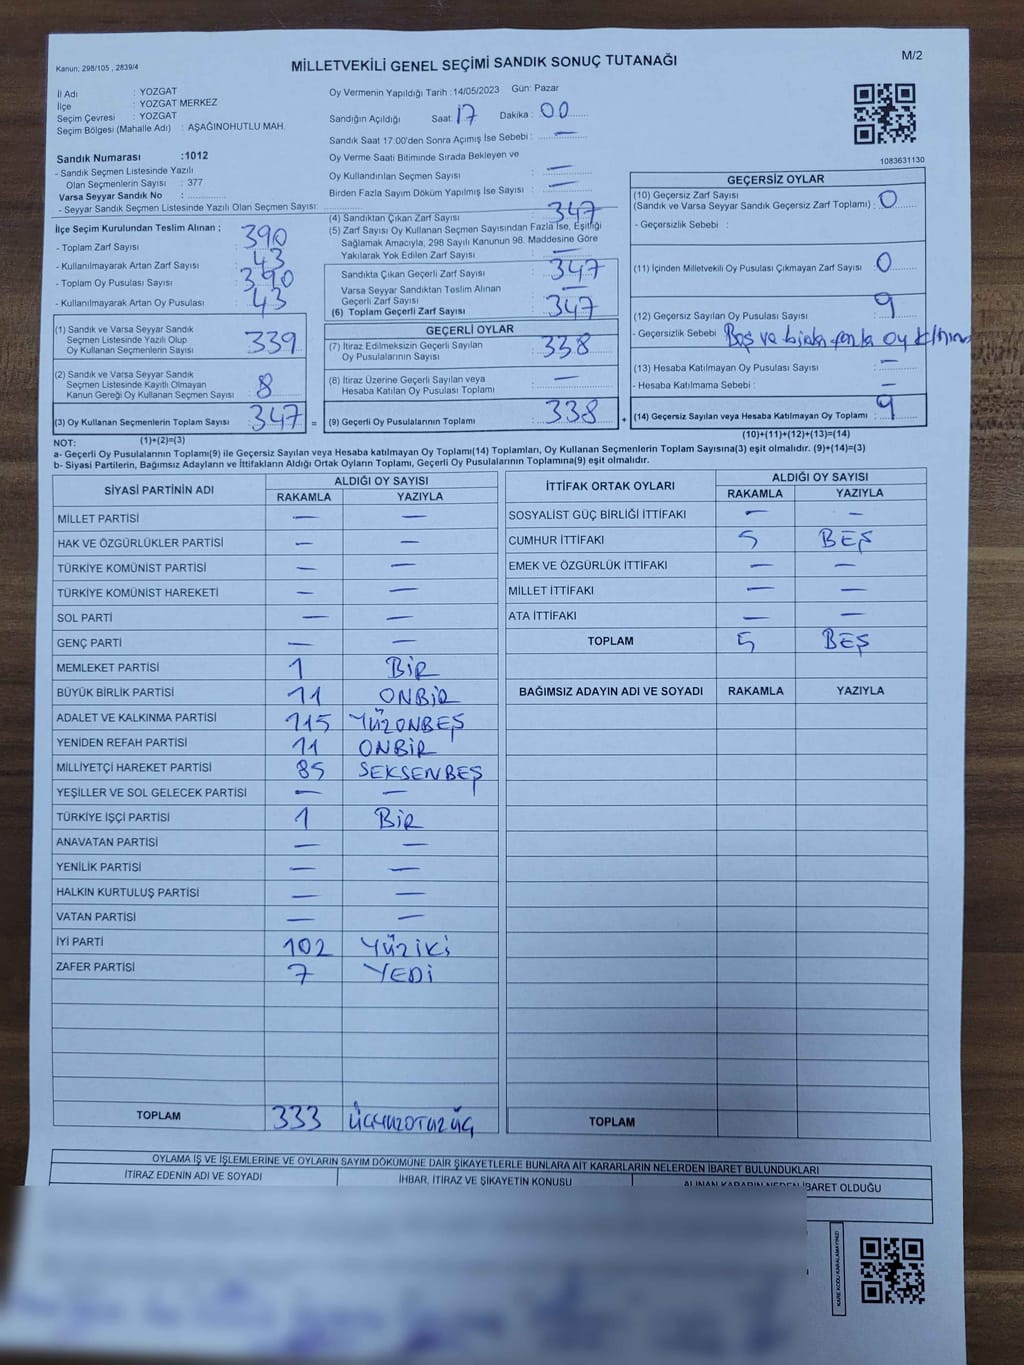 Kanun, 298/105 , 2839/4
MİLLETVEKİLİ GENEL SEÇİMİ SANDIK SONUÇ TUTANAĞI
M/2
İl Adı : YOZGAT
İlçe : YOZGAT MERKEZ
Seçim Çevresi : YOZGAT
Seçim Bölgesi (Mahalle Adı) : AŞAĞINOHUTLU MAH.
Sandık Numarası :1012
- Sandık Seçmen Listesinde Yazılı
Olan Seçmenlerin Sayısı : 377
Varsa Seyyar Sandık No :
- Seyyar Sandık Seçmen Listesinde Yazılı Olan Seçmen Sayısı:
Oy Vermenin Yapıldığı Tarih :14/05/2023 Gün: Pazar
Sandığın Açıldığı Saat: 17 Dakika: 00
Sandık Saat 17:00'den Sonra Açımış İse Sebebi : —
Oy Verme Saati Bitiminde Sırada Bekleyen ve
Oy Kullandırılan Seçmen Sayısı : —
Birden Fazla Sayım Döküm Yapılmış İse Sayısı : —
1083631130
İlçe Seçim Kurulundan Teslim Alınan ;
- Toplam Zarf Sayısı : 390
- Kullanılmayarak Artan Zarf Sayısı : 43
- Toplam Oy Pusulası Sayısı : 390
- Kullanılmayarak Artan Oy Pusulası : 43
(1) Sandık ve Varsa Seyyar Sandık
Seçmen Listesinde Yazılı Olup
Oy Kullanan Seçmenlerin Sayısı : 339
(2) Sandık ve Varsa Seyyar Sandık
Seçmen Listesinde Kayıtlı Olmayan
Kanun Gereği Oy Kullanan Seçmen Sayısı : 8
(3) Oy Kullanan Seçmenlerin Toplam Sayısı : 347 =
(1)+(2)=(3)
(4) Sandıktan Çıkan Zarf Sayısı : 347
(5) Zarf Sayısı Oy Kullanan Seçmen Sayısından Fazla İse, Eşitliği
Sağlamak Amacıyla, 298 Sayılı Kanunun 98. Maddesine Göre
Yakılarak Yok Edilen Zarf Sayısı : —
Sandıkta Çıkan Geçerli Zarf Sayısı : 347
Varsa Seyyar Sandıktan Teslim Alınan
Geçerli Zarf Sayısı : —
(6) Toplam Geçerli Zarf Sayısı : 347
GEÇERLİ OYLAR
(7) İtiraz Edilmeksizin Geçerli Sayılan
Oy Pusulalarının Sayısı : 338
(8) İtiraz Üzerine Geçerli Sayılan veya
Hesaba Katılan Oy Pusulası Toplamı : —
(9) Geçerli Oy Pusulalarının Toplamı : 338 +
GEÇERSİZ OYLAR
(10) Geçersiz Zarf Sayısı
(Sandık ve Varsa Seyyar Sandık Geçersiz Zarf Toplamı) : 0
- Geçersizlik Sebebi :
(11) İçinden Milletvekili Oy Pusulası Çıkmayan Zarf Sayısı : 0
(12) Geçersiz Sayılan Oy Pusulası Sayısı : 9
- Geçersizlik Sebebi : Boş ve birden fazla oy
(13) Hesaba Katılmayan Oy Pusulası Sayısı : —
- Hesaba Katılmama Sebebi : —
(14) Geçersiz Sayılan veya Hesaba Katılmayan Oy Toplamı : 9
(10)+(11)+(12)+(13)=(14)
NOT:
a- Geçerli Oy Pusulasının Toplamı(9) ile Geçersiz Sayılan veya Hesaba katılmayan Oy Toplamı(14) Toplamları, Oy Kullanan Seçmenlerin Toplam Sayısına(3) eşit olmalıdır. (9)+(14)=(3)
b- Siyasi Partilerin, Bağımsız Adayların ve İttifakların Aldığı Ortak Oyların Toplamı, Geçerli Oy Pusulalarının Toplamına(9) eşit olmalıdır.
SİYASİ PARTİNİN ADI ALDIĞI OY SAYISI
RAKAMLA YAZIYLA
MİLLET PARTİSİ — —
HAK VE ÖZGÜRLÜKLER PARTİSİ — —
TÜRKİYE KOMÜNİST PARTİSİ — —
TÜRKİYE KOMÜNİST HAREKETİ — —
SOL PARTİ — —
GENÇ PARTİ — —
MEMLEKET PARTİSİ 1 BİR
BÜYÜK BİRLİK PARTİSİ 11 ONBİR
ADALET VE KALKINMA PARTİSİ 115 YÜZONBEŞ
YENİDEN REFAH PARTİSİ 11 ONBİR
MİLLİYETÇİ HAREKET PARTİSİ 85 SEKSENBEŞ
YEŞİLLER VE SOL GELECEK PARTİSİ — —
TÜRKİYE İŞÇİ PARTİSİ 1 BİR
ANAVATAN PARTİSİ — —
YENİLİK PARTİSİ — —
HALKIN KURTULUŞ PARTİSİ — —
VATAN PARTİSİ — —
İYİ PARTİ 102 YÜZİKİ
ZAFER PARTİSİ 7 YEDİ
TOPLAM 333 ÜÇYÜZOTUZÜÇ
İTTİFAK ORTAK OYLARI ALDIĞI OY SAYISI
RAKAMLA YAZIYLA
SOSYALİST GÜÇ BİRLİĞİ İTTİFAKI — —
CUMHUR İTTİFAKI 5 BEŞ
EMEK VE ÖZGÜRLÜK İTTİFAKI — —
MİLLET İTTİFAKI — —
ATA İTTİFAKI — —
TOPLAM 5 BEŞ
BAĞIMSIZ ADAYIN ADI VE SOYADI RAKAMLA YAZIYLA
TOPLAM
OYLAMA İŞ VE İŞLEMLERİNE VE OYLARIN SAYIM DÖKÜMÜNE DAİR ŞİKAYETLERLE BUNLARA AİT KARARLARIN NELERDEN İBARET BULUNDUKLARI
İTİRAZ EDENİN ADI VE SOYADI İHBAR, İTİRAZ VE ŞİKAYETİN KONUSU ALINAN KARARIN NEDEN İBARET OLDUĞU
KARE KODU KARALAMAYINIZ!